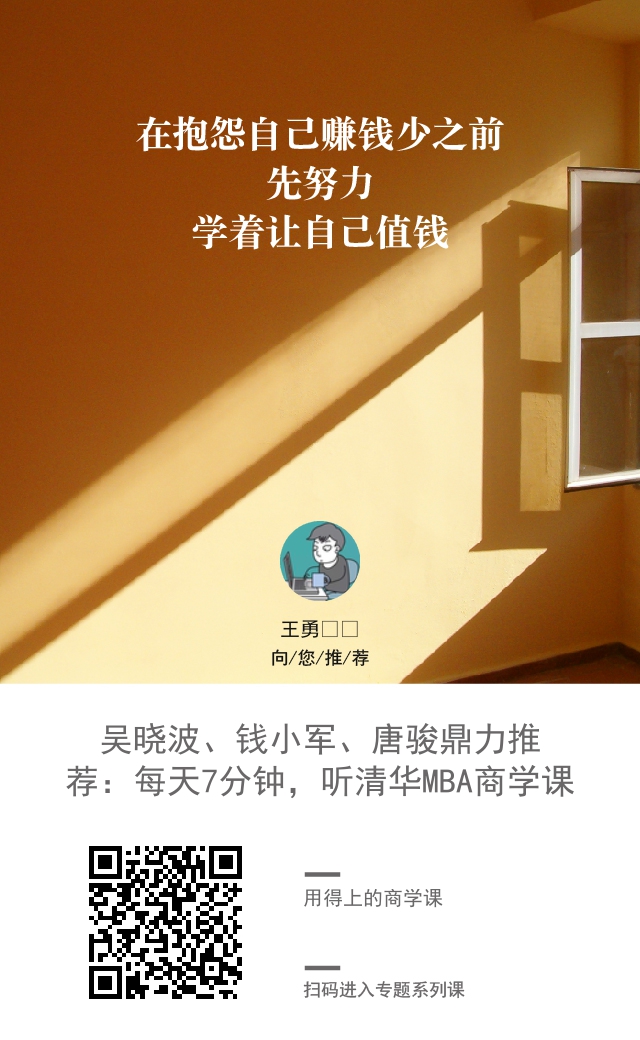 在抱怨自己赚钱少之前
先努力
学着让自己值钱
王勇□□
向/您/推/荐
吴晓波、钱小军、唐骏鼎力推
荐：每天7分钟，听清华MBA商学课
用得上的商学课
扫码进入专题系列课